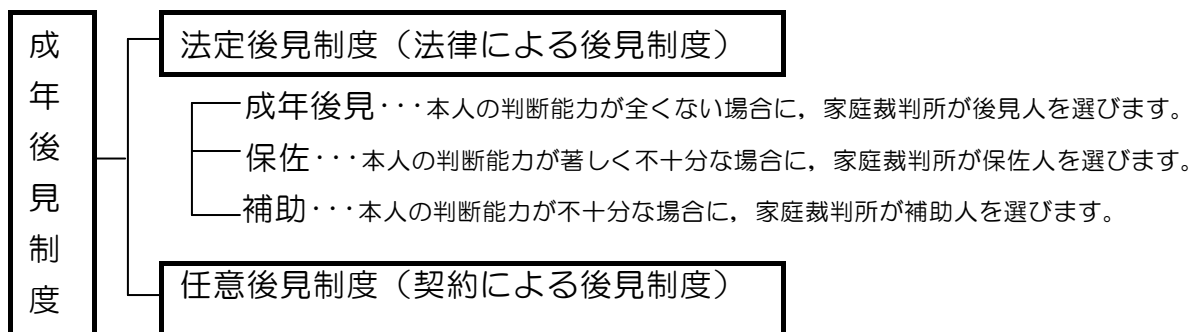 成年後見制度
法定後見制度（法律による後見制度）
成年後見・・・本人の判断能力が全くない場合に，家庭裁判所が後見人を選びます。
保佐・・・本人の判断能力が著しく不十分な場合に，家庭裁判所が保佐人を選びます。
補助・・・本人の判断能力が不十分な場合に，家庭裁判所が補助人を選びます。
任意後見制度（契約による後見制度）